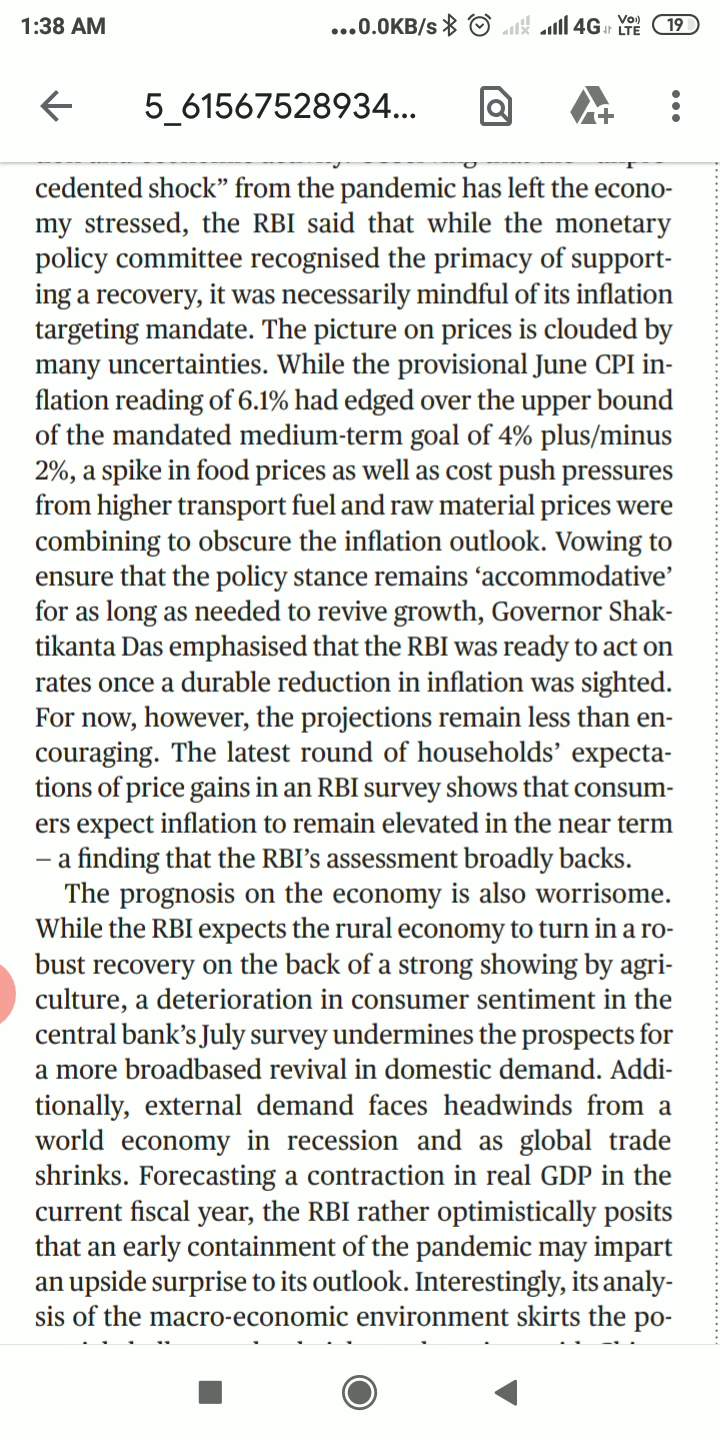 1:38 AM ...0.0KB/s 4G VoLTE 19
5_61567528934...
cedented shock” from the pandemic has left the econo-
my stressed, the RBI said that while the monetary
policy committee recognised the primacy of support-
ing a recovery, it was necessarily mindful of its inflation
targeting mandate. The picture on prices is clouded by
many uncertainties. While the provisional June CPI in-
flation reading of 6.1% had edged over the upper bound
of the mandated medium-term goal of 4% plus/minus
2%, a spike in food prices as well as cost push pressures
from higher transport fuel and raw material prices were
combining to obscure the inflation outlook. Vowing to
ensure that the policy stance remains ‘accommodative’
for as long as needed to revive growth, Governor Shak-
tikanta Das emphasised that the RBI was ready to act on
rates once a durable reduction in inflation was sighted.
For now, however, the projections remain less than en-
couraging. The latest round of households’ expecta-
tions of price gains in an RBI survey shows that consum-
ers expect inflation to remain elevated in the near term
– a finding that the RBI’s assessment broadly backs.
The prognosis on the economy is also worrisome.
While the RBI expects the rural economy to turn in a ro-
bust recovery on the back of a strong showing by agri-
culture, a deterioration in consumer sentiment in the
central bank’s July survey undermines the prospects for
a more broadbased revival in domestic demand. Addi-
tionally, external demand faces headwinds from a
world economy in recession and as global trade
shrinks. Forecasting a contraction in real GDP in the
current fiscal year, the RBI rather optimistically posits
that an early containment of the pandemic may impart
an upside surprise to its outlook. Interestingly, its analy-
sis of the macro-economic environment skirts the po-